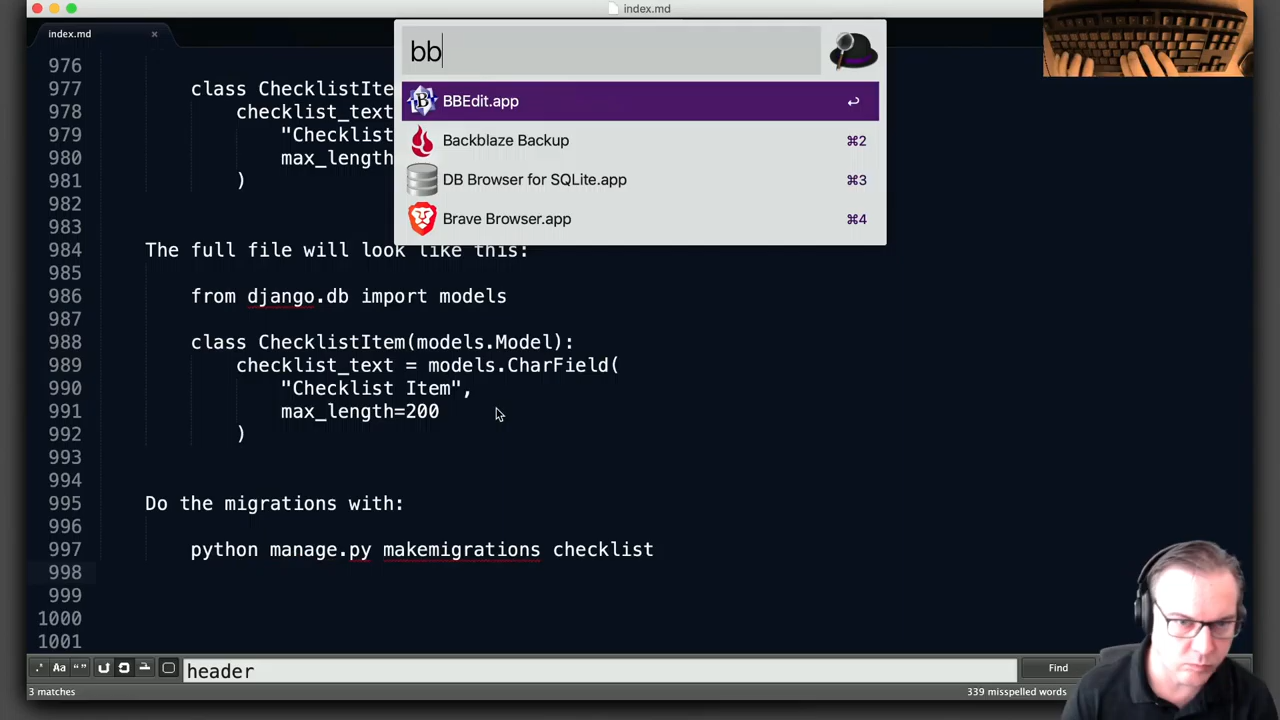 index.md
index.md ×
bb
BBEdit.app ↩
Backblaze Backup ⌘2
DB Browser for SQLite.app ⌘3
Brave Browser.app ⌘4
976
977 class ChecklistIte
978 checklist_text
979 "Checklist
980 max_length
981 )
982
983
984 The full file will look like this:
985
986 from django.db import models
987
988 class ChecklistItem(models.Model):
989 checklist_text = models.CharField(
990 "Checklist Item",
991 max_length=200
992 )
993
994
995 Do the migrations with:
996
997 python manage.py makemigrations checklist
998
999
1000
1001
.* Aa “ ” header Find
3 matches 339 misspelled words